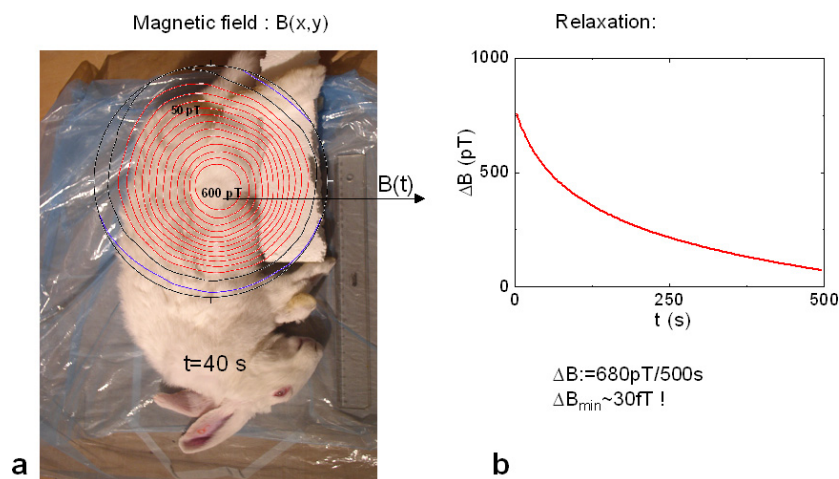 Magnetic field : B(x,y)
50 pT
600 pT
B(t)
t=40 s
a
Relaxation:
1000
500
0
ΔB (pT)
0
250
500
t (s)
ΔB:=680pT/500s
ΔBmin~30fT !
b